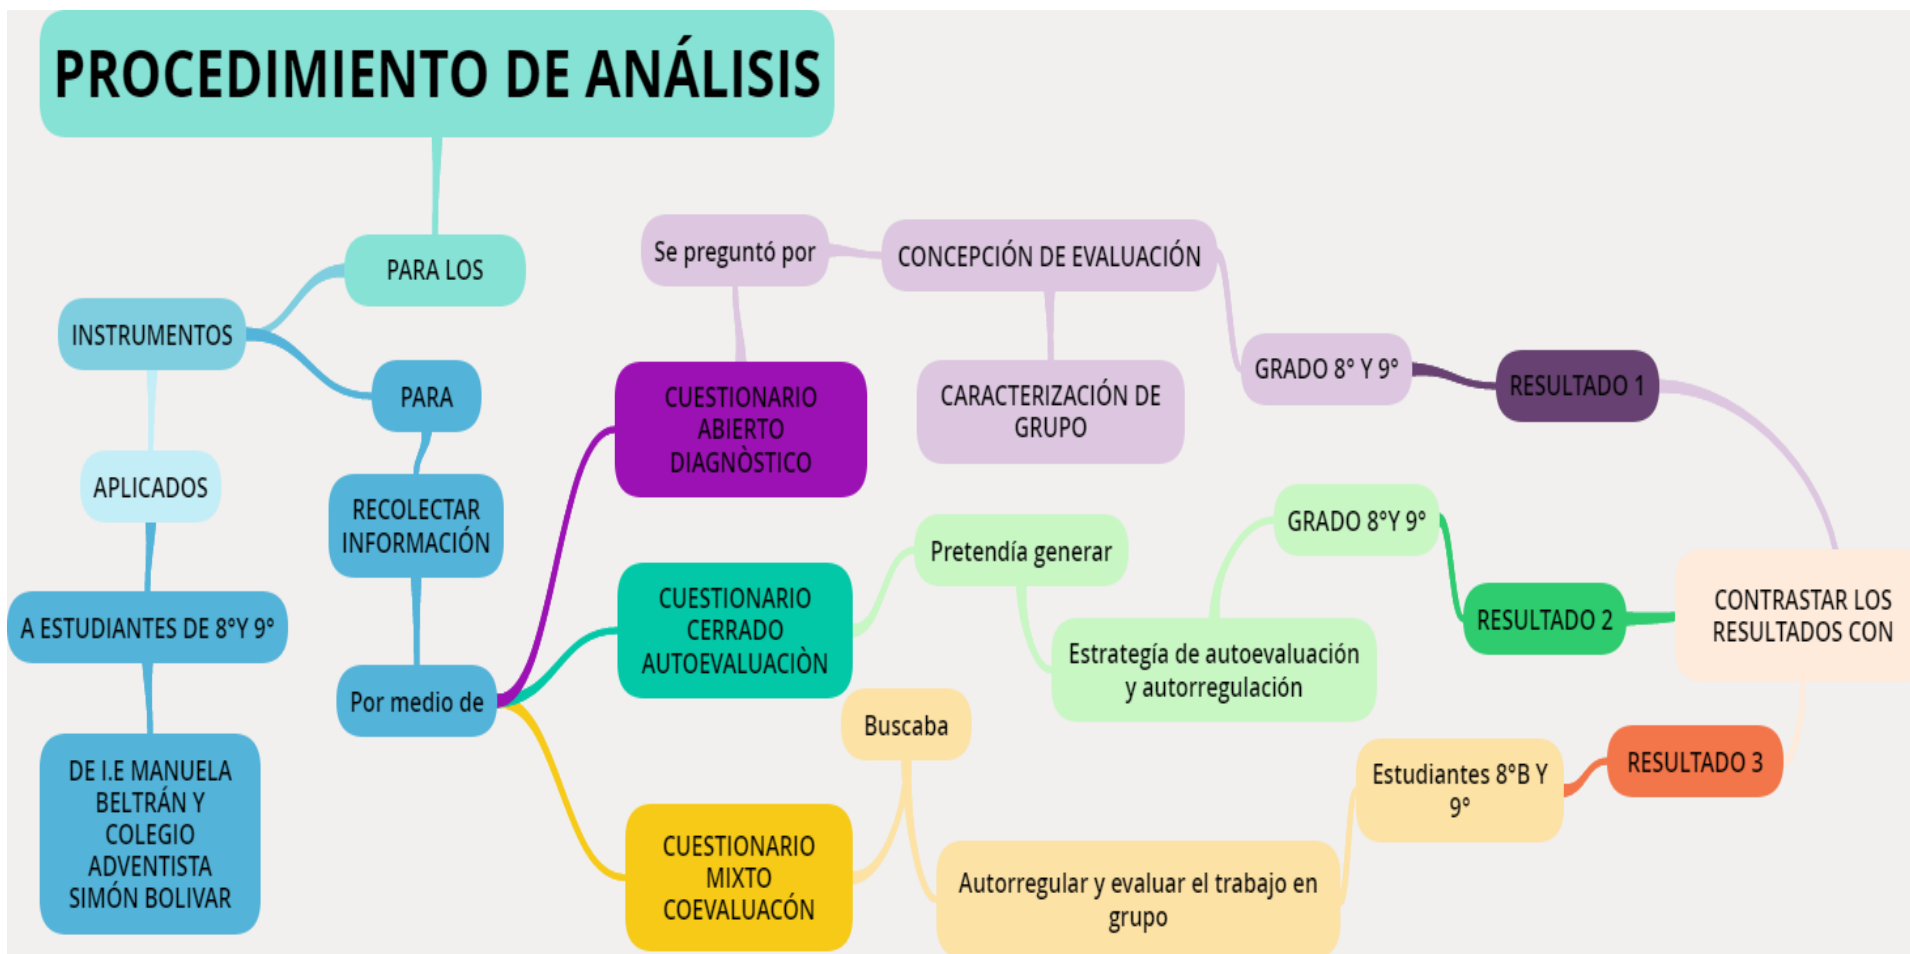 PROCEDIMIENTO DE ANÁLISIS
PARA LOS
INSTRUMENTOS
APLICADOS
A ESTUDIANTES DE 8°Y 9°
DE I.E MANUELA
BELTRÁN Y
COLEGIO
ADVENTISTA
SIMÓN BOLIVAR
PARA
RECOLECTAR
INFORMACIÓN
Por medio de
CUESTIONARIO
ABIERTO
DIAGNÒSTICO
Se preguntó por
CONCEPCIÓN DE EVALUACIÓN
CARACTERIZACIÓN DE
GRUPO
GRADO 8° Y 9°
RESULTADO 1
CUESTIONARIO
CERRADO
AUTOEVALUACIÒN
Pretendía generar
Estrategía de autoevaluación
y autorregulación
GRADO 8°Y 9°
RESULTADO 2
CUESTIONARIO
MIXTO
COEVALUACÓN
Buscaba
Autorregular y evaluar el trabajo en
grupo
Estudiantes 8°B Y
9°
RESULTADO 3
CONTRASTAR LOS
RESULTADOS CON